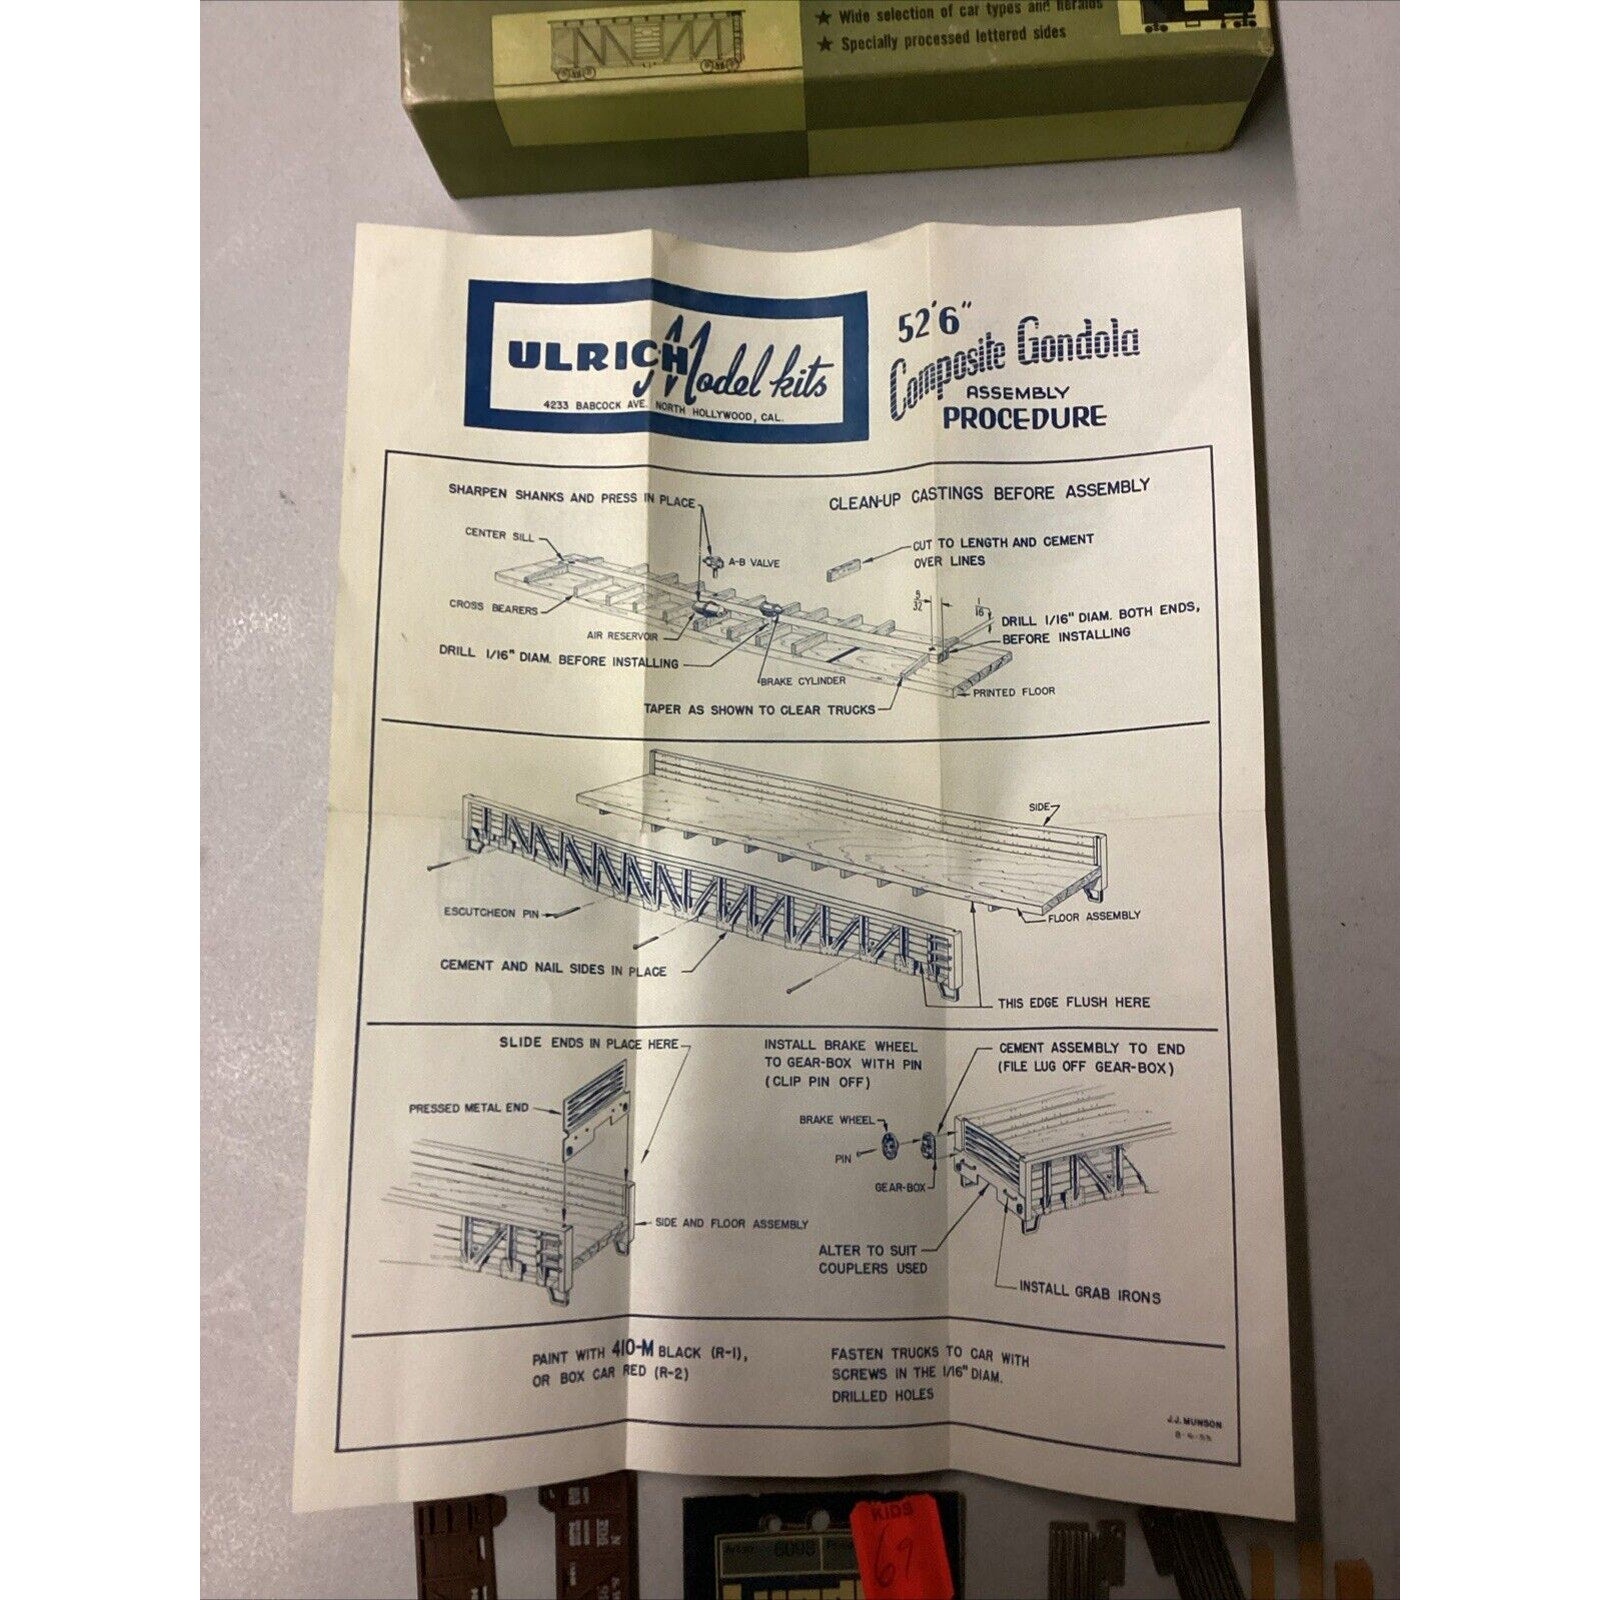 ★ Wide selection of car types and heralds
★ Specially processed lettered sides
ULRICH Model kits
4233 BABCOCK AVE. NORTH HOLLYWOOD, CAL.
52'6"
Composite Gondola
ASSEMBLY
PROCEDURE
SHARPEN SHANKS AND PRESS IN PLACE
CLEAN-UP CASTINGS BEFORE ASSEMBLY
CENTER SILL
A-B VALVE
CUT TO LENGTH AND CEMENT
OVER LINES
CROSS BEARERS
9/32
1/16
AIR RESERVOIR
DRILL 1/16" DIAM. BOTH ENDS,
BEFORE INSTALLING
DRILL 1/16" DIAM. BEFORE INSTALLING
BRAKE CYLINDER
PRINTED FLOOR
TAPER AS SHOWN TO CLEAR TRUCKS
SIDE
ESCUTCHEON PIN
FLOOR ASSEMBLY
CEMENT AND NAIL SIDES IN PLACE
THIS EDGE FLUSH HERE
SLIDE ENDS IN PLACE HERE
PRESSED METAL END
SIDE AND FLOOR ASSEMBLY
INSTALL BRAKE WHEEL
TO GEAR-BOX WITH PIN
(CLIP PIN OFF)
CEMENT ASSEMBLY TO END
(FILE LUG OFF GEAR-BOX)
BRAKE WHEEL
PIN
GEAR-BOX
ALTER TO SUIT
COUPLERS USED
INSTALL GRAB IRONS
PAINT WITH 410-M BLACK (R-1),
OR BOX CAR RED (R-2)
FASTEN TRUCKS TO CAR WITH
SCREWS IN THE 1/16" DIAM.
DRILLED HOLES
J.J. MUNSON
KIDS
69